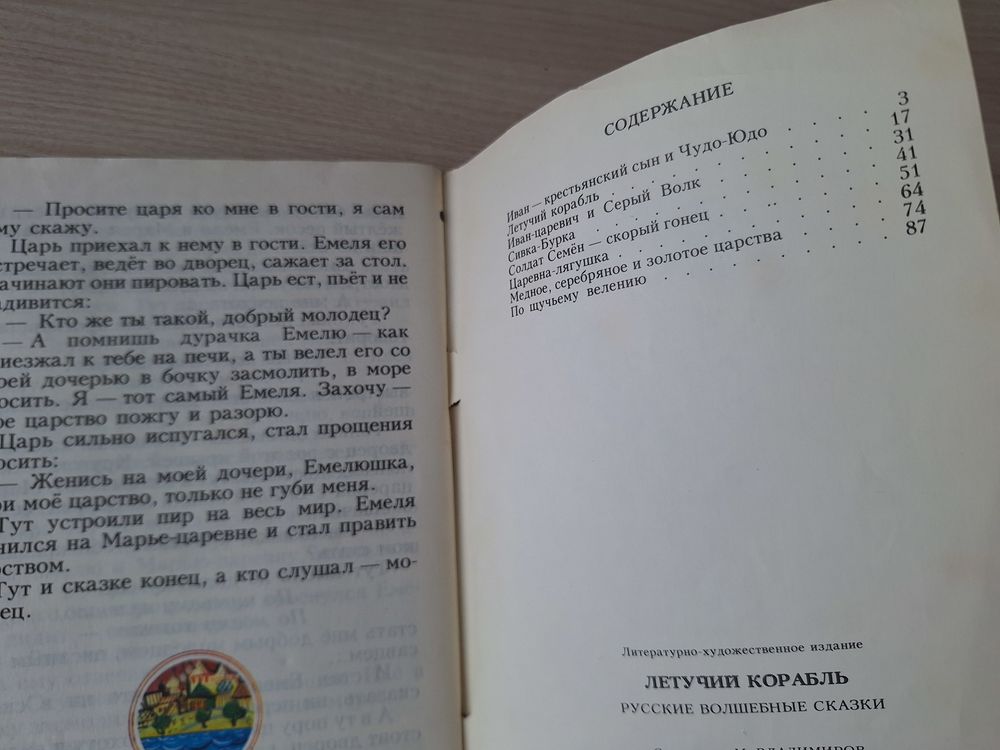 — Просите царя ко мне в гости, я сам
му скажу.
Царь приехал к нему в гости. Емеля его
стречает, ведёт во дворец, сажает за стол.
ачинают они пировать. Царь ест, пьёт и не
адивится:
— Кто же ты такой, добрый молодец?
— А помнишь дурачка Емелю — как
риезжал к тебе на печи, а ты велел его со
оей дочерью в бочку засмолить, в море
осить. Я — тот самый Емеля. Захочу —
ое царство пожгу и разорю.
Царь сильно испугался, стал прощения
осить:
— Женись на моей дочери, Емелюшка,
ри моё царство, только не губи меня.
Тут устроили пир на весь мир. Емеля
нился на Марье-царевне и стал править
рством.
Тут и сказке конец, а кто слушал — мо-
ец.
СОДЕРЖАНИЕ
Иван — крестьянский сын и Чудо-Юдо . . . . 3
Летучий корабль . . . . . . . . 17
Иван-царевич и Серый Волк . . . . . . 31
Сивка-Бурка . . . . . . . . . 41
Солдат Семён — скорый гонец . . . . . . 51
Царевна-лягушка . . . . . . . . 64
Медное, серебряное и золотое царства . . . . 74
По щучьему велению . . . . . . . . 87
Литературно-художественное издание
ЛЕТУЧИЙ КОРАБЛЬ
РУССКИЕ ВОЛШЕБНЫЕ СКАЗКИ